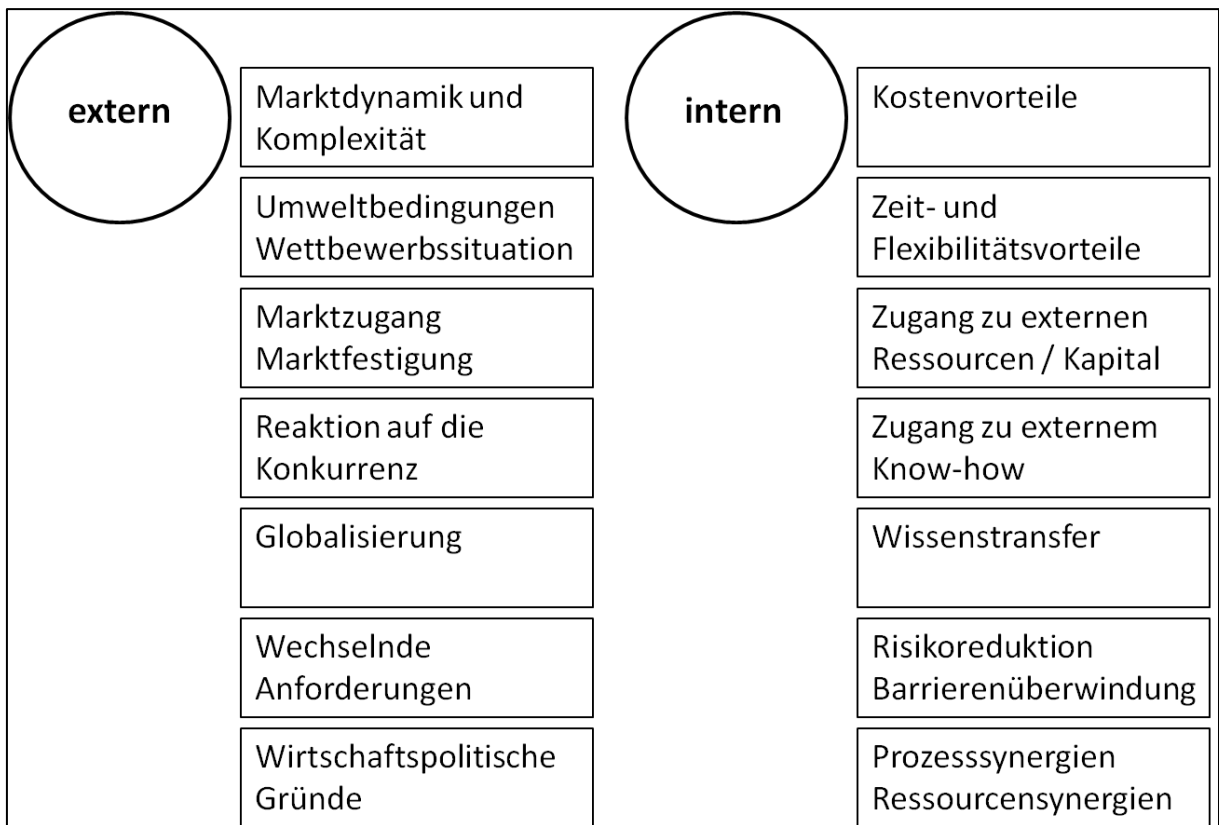 extern
Marktdynamik und
Komplexität
Umweltbedingungen
Wettbewerbssituation
Marktzugang
Marktfestigung
Reaktion auf die
Konkurrenz
Globalisierung
Wechselnde
Anforderungen
Wirtschaftspolitische
Gründe
intern
Kostenvorteile
Zeit- und
Flexibilitätsvorteile
Zugang zu externen
Ressourcen / Kapital
Zugang zu externem
Know-how
Wissenstransfer
Risikoreduktion
Barrierenüberwindung
Prozesssynergien
Ressourcensynergien